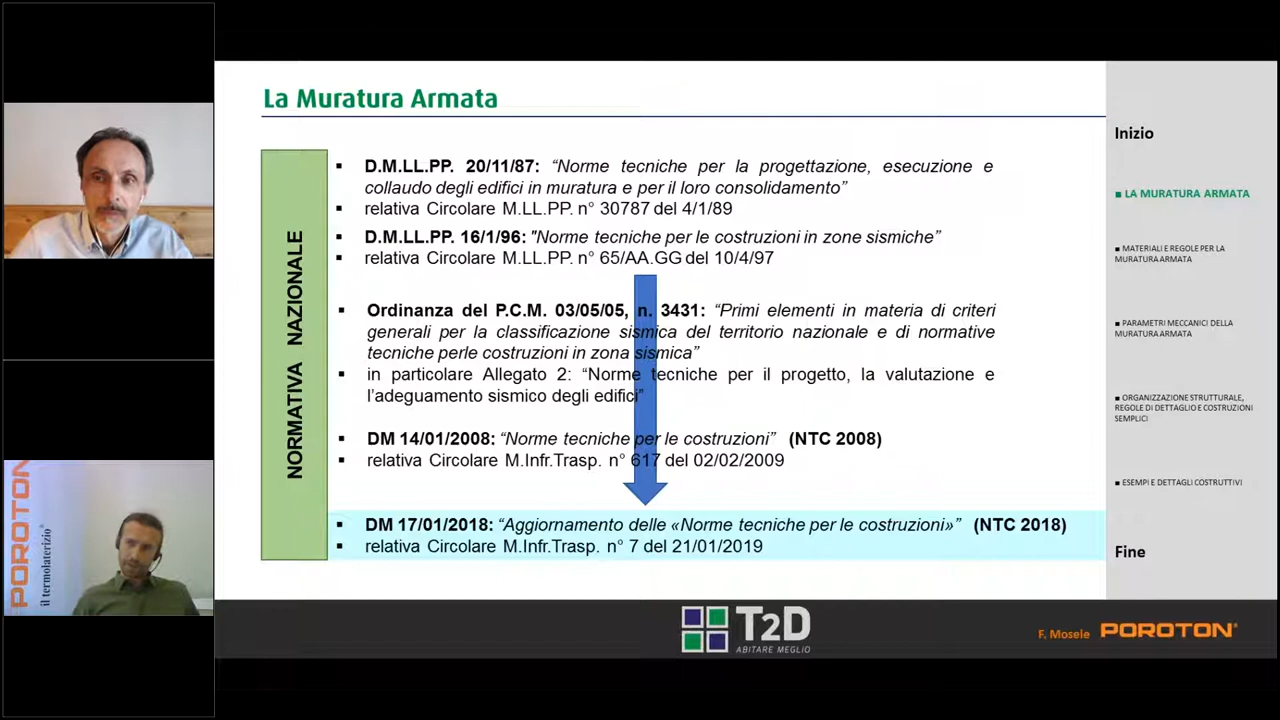 La Muratura Armata
NORMATIVA NAZIONALE
▪ D.M.LL.PP. 20/11/87: “Norme tecniche per la progettazione, esecuzione e
collaudo degli edifici in muratura e per il loro consolidamento”
▪ relativa Circolare M.LL.PP. n° 30787 del 4/1/89
▪ D.M.LL.PP. 16/1/96: "Norme tecniche per le costruzioni in zone sismiche”
▪ relativa Circolare M.LL.PP. n° 65/AA.GG del 10/4/97
▪ Ordinanza del P.C.M. 03/05/05, n. 3431: “Primi elementi in materia di criteri
generali per la classificazione sismica del territorio nazionale e di normative
tecniche perle costruzioni in zona sismica”
▪ in particolare Allegato 2: “Norme tecniche per il progetto, la valutazione e
l’adeguamento sismico degli edifici”
▪ DM 14/01/2008: “Norme tecniche per le costruzioni” (NTC 2008)
▪ relativa Circolare M.Infr.Trasp. n° 617 del 02/02/2009
▪ DM 17/01/2018: “Aggiornamento delle «Norme tecniche per le costruzioni»” (NTC 2018)
▪ relativa Circolare M.Infr.Trasp. n° 7 del 21/01/2019
Inizio
■ LA MURATURA ARMATA
■ MATERIALI E REGOLE PER LA
MURATURA ARMATA
■ PARAMETRI MECCANICI DELLA
MURATURA ARMATA
■ ORGANIZZAZIONE STRUTTURALE,
REGOLE DI DETTAGLIO E COSTRUZIONI
SEMPLICI
■ ESEMPI E DETTAGLI COSTRUTTIVI
Fine
T2D
ABITARE MEGLIO
F. Mosele POROTON®
POROTON
il termolaterizio®